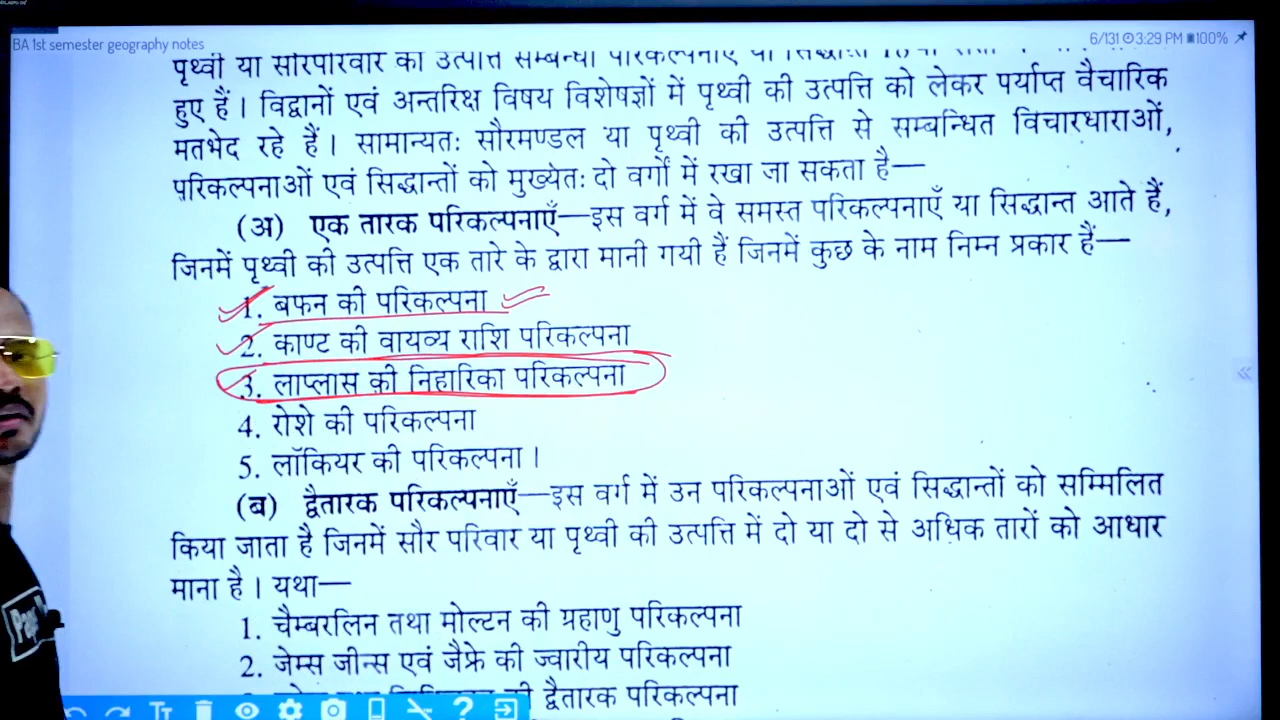 BA 1st semester geography notes
6/131 3:29 PM 100%
पृथ्वी या सौरपरिवार की उत्पत्ति सम्बन्धी परिकल्पनाएँ या
हुए हैं। विद्वानों एवं अन्तरिक्ष विषय विशेषज्ञों में पृथ्वी की उत्पत्ति को लेकर पर्याप्त वैचारिक
मतभेद रहे हैं। सामान्यतः सौरमण्डल या पृथ्वी की उत्पत्ति से सम्बन्धित विचारधाराओं,
परिकल्पनाओं एवं सिद्धान्तों को मुख्यतः दो वर्गों में रखा जा सकता है—
(अ) एक तारक परिकल्पनाएँ—इस वर्ग में वे समस्त परिकल्पनाएँ या सिद्धान्त आते हैं,
जिनमें पृथ्वी की उत्पत्ति एक तारे के द्वारा मानी गयी हैं जिनमें कुछ के नाम निम्न प्रकार हैं—
1. बफन की परिकल्पना
2. काण्ट की वायव्य राशि परिकल्पना
3. लाप्लास की निहारिका परिकल्पना
4. रोशे की परिकल्पना
5. लॉकियर की परिकल्पना।
(ब) द्वैतारक परिकल्पनाएँ—इस वर्ग में उन परिकल्पनाओं एवं सिद्धान्तों को सम्मिलित
किया जाता है जिनमें सौर परिवार या पृथ्वी की उत्पत्ति में दो या दो से अधिक तारों को आधार
माना है। यथा—
1. चैम्बरलिन तथा मोल्टन की ग्रहाणु परिकल्पना
2. जेम्स जीन्स एवं जैफ्रे की ज्वारीय परिकल्पना
की द्वैतारक परिकल्पना